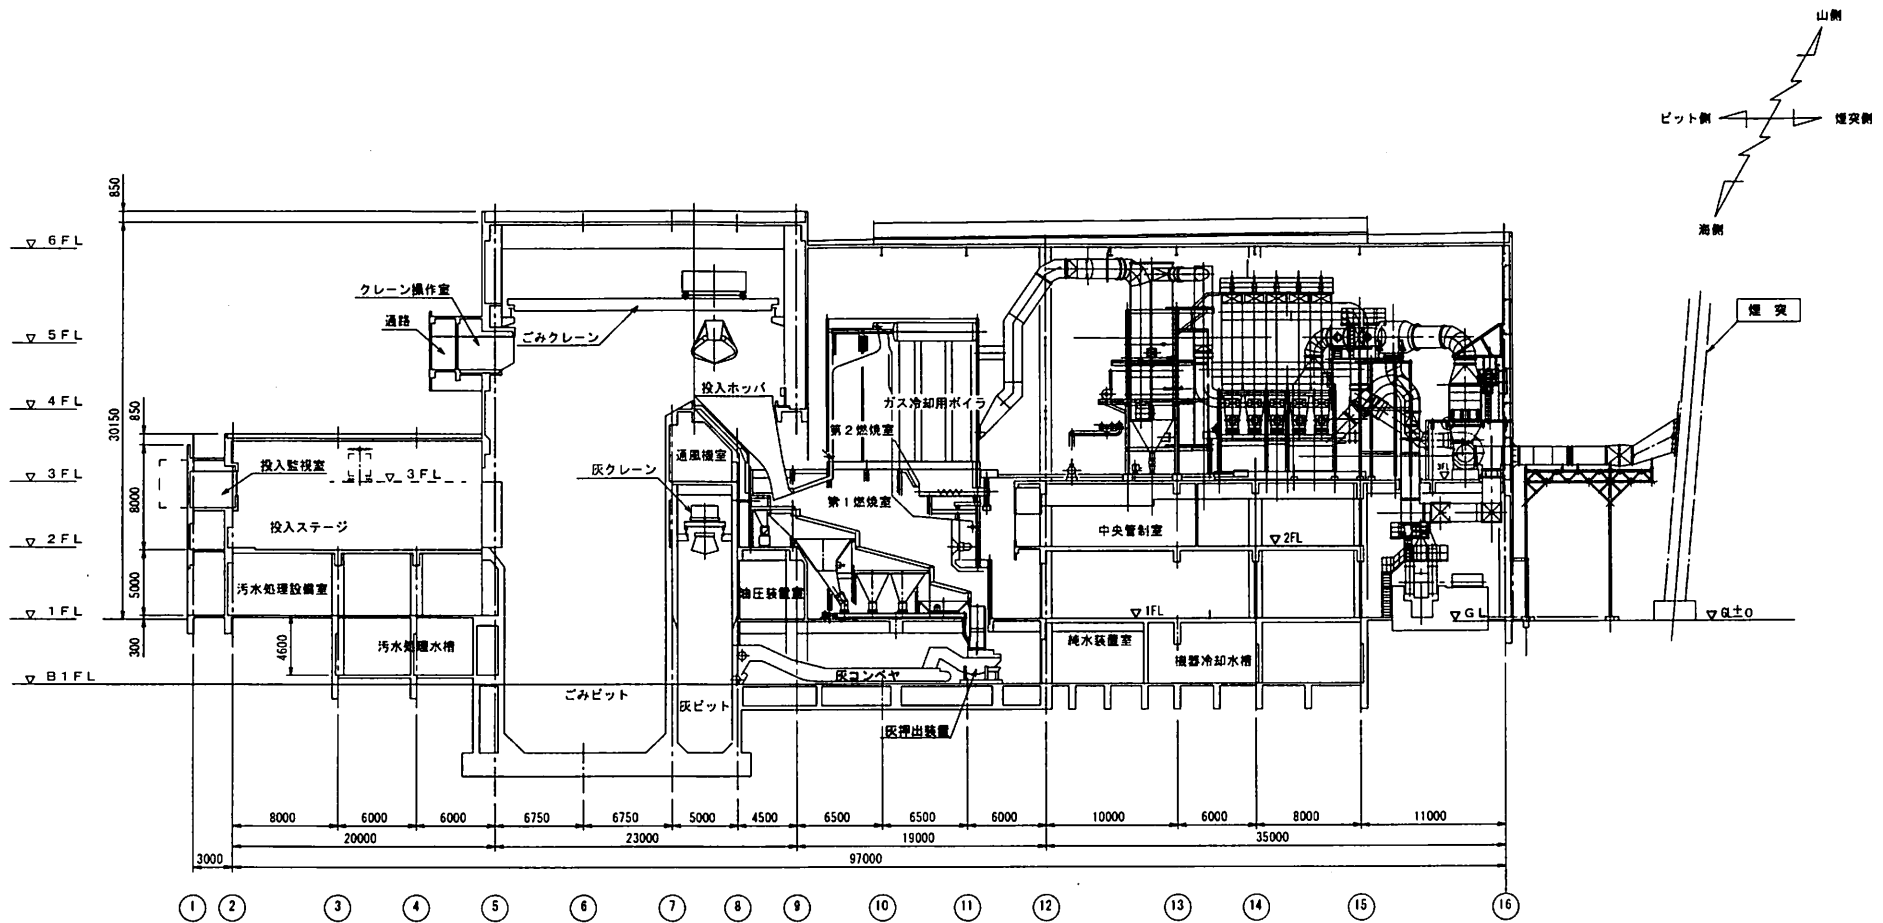 山側
ピット側
煙突側
海側
850
▽ 6FL
クレーン操作室
通路
ごみクレーン
煙 突
▽ 5FL
投入ホッパ
▽ 4FL
850
30150
ガス冷却用ボイラ
第2燃焼室
通風機室
灰クレーン
投入監視室
▽ 3FL
3FL
▽ 3FL
8000
第1燃焼室
投入ステージ
中央管制室
▽ 2FL
▽2FL
5000
汚水処理設備室
油圧装置室
▽ 1FL
▽1FL
▽GL
▽ GL±0
300
4600
汚水処理水槽
純水装置室
機器冷却水槽
▽ B1FL
灰コンベヤ
ごみピット
灰ピット
灰押出装置
8000 6000 6000 6750 6750 5000 4500 6500 6500 6000 10000 6000 8000 11000
20000 23000 19000 35000
3000 97000
1 2 3 4 5 6 7 8 9 10 11 12 13 14 15 16